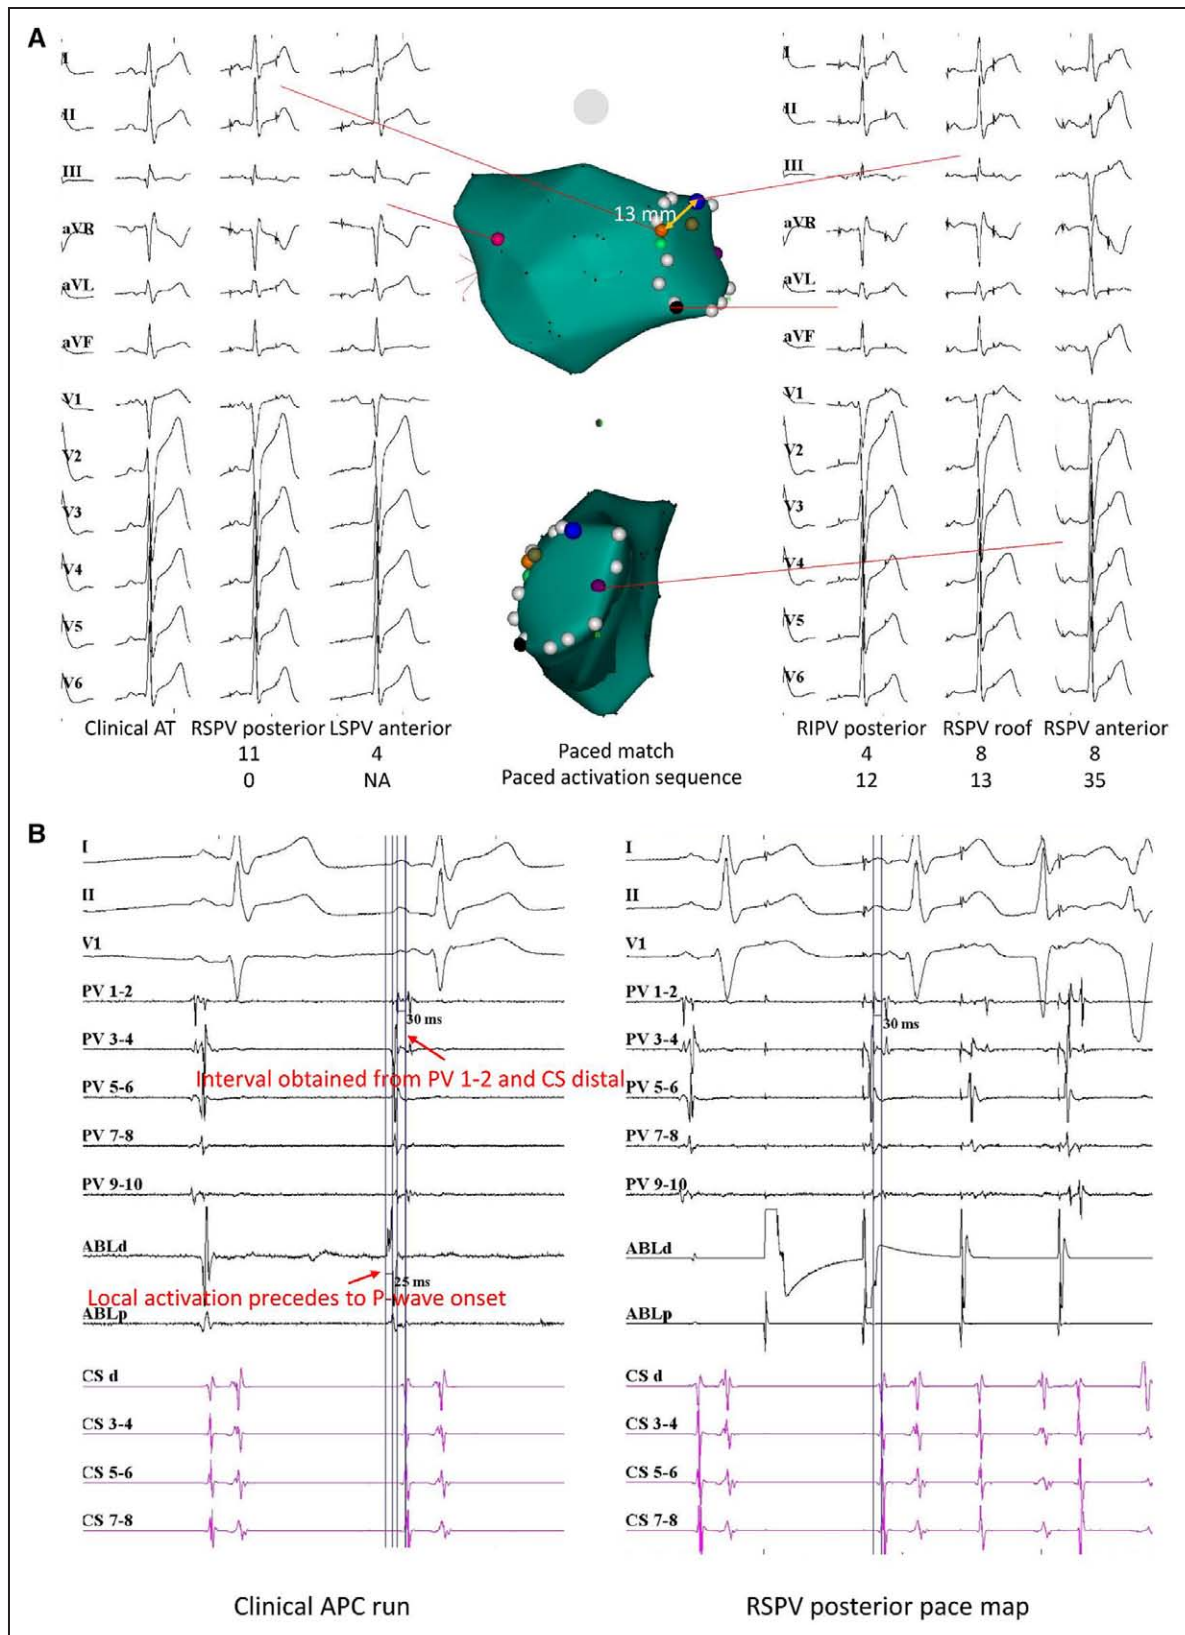 A
I
II
III
aVR
aVL
aVF
V1
V2
V3
V4
V5
V6
13 mm
I
II
III
aVR
aVL
aVF
V1
V2
V3
V4
V5
V6
Clinical AT RSPV posterior LSPV anterior
11 4
0 NA
Paced match
Paced activation sequence
RIPV posterior RSPV roof RSPV anterior
4 8 8
12 13 35
B
I
II
V1
PV 1-2
30 ms
PV 3-4
Interval obtained from PV 1-2 and CS distal
PV 5-6
PV 7-8
PV 9-10
ABLd
25 ms
Local activation precedes to P-wave onset
ABLp
CS d
CS 3-4
CS 5-6
CS 7-8
Clinical APC run
I
II
V1
PV 1-2
30 ms
PV 3-4
PV 5-6
PV 7-8
PV 9-10
ABLd
ABLp
CS d
CS 3-4
CS 5-6
CS 7-8
RSPV posterior pace map